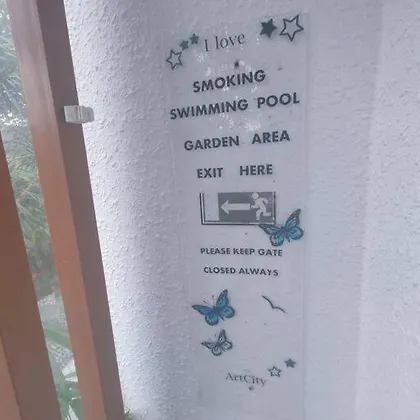 I love
SMOKING
SWIMMING POOL
GARDEN AREA
EXIT HERE
PLEASE KEEP GATE
CLOSED ALWAYS
ArtCity